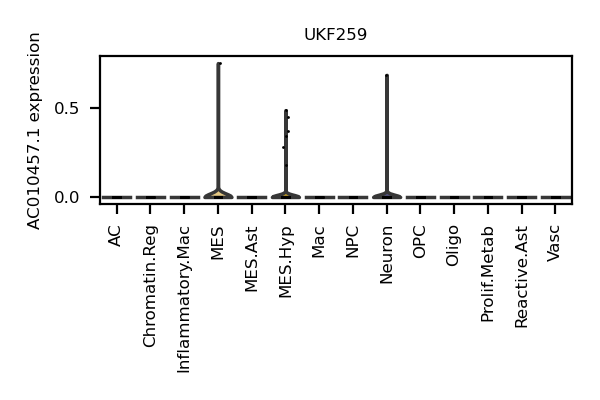 UKF259
AC010457.1 expression
0.5
0.0
AC
Chromatin.Reg
Inflammatory.Mac
MES
MES.Ast
MES.Hyp
Mac
NPC
Neuron
OPC
Oligo
Prolif.Metab
Reactive.Ast
Vasc